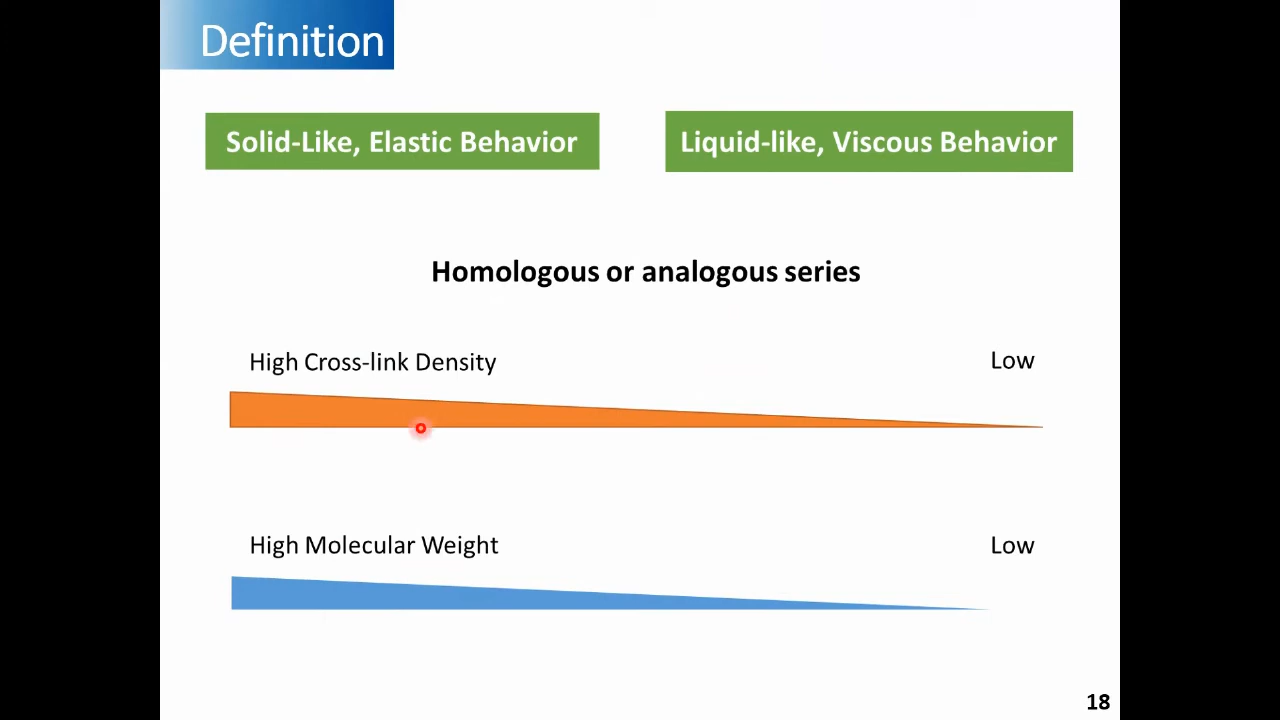 Definition
Solid-Like, Elastic Behavior
Liquid-like, Viscous Behavior
Homologous or analogous series
High Cross-link Density
Low
High Molecular Weight
Low
18